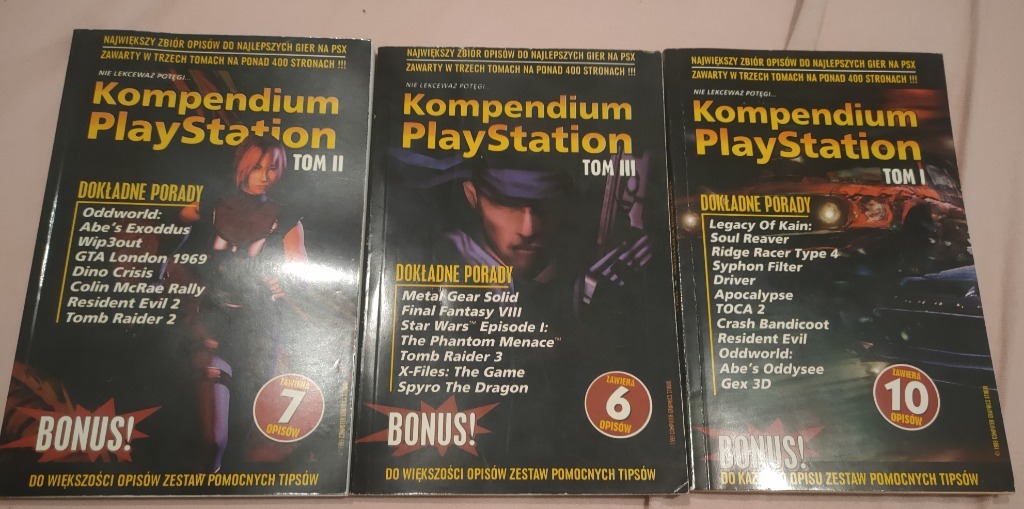 NAJWIĘKSZY ZBIÓR OPISÓW DO NAJLEPSZYCH GIER NA PSX
ZAWARTY W TRZECH TOMACH NA PONAD 400 STRONACH !!!
NIE LEKCEWAŻ POTĘGI...
Kompendium
PlayStation
TOM II
DOKŁADNE PORADY
Oddworld:
Abe's Exoddus
Wip3out
GTA London 1969
Dino Crisis
Colin McRae Rally
Resident Evil 2
Tomb Raider 2
ZAWIERA
7
OPISÓW
BONUS!
DO WIĘKSZOŚCI OPISÓW ZESTAW POMOCNYCH TIPSÓW
NAJWIĘKSZY ZBIÓR OPISÓW DO NAJLEPSZYCH GIER NA PSX
ZAWARTY W TRZECH TOMACH NA PONAD 400 STRONACH !!!
NIE LEKCEWAŻ POTĘGI...
Kompendium
PlayStation
TOM III
DOKŁADNE PORADY
Metal Gear Solid
Final Fantasy VIII
Star Wars™ Episode I:
The Phantom Menace™
Tomb Raider 3
X-Files: The Game
Spyro The Dragon
ZAWIERA
6
OPISÓW
BONUS!
DO WIĘKSZOŚCI OPISÓW ZESTAW POMOCNYCH TIPSÓW
NAJWIĘKSZY ZBIÓR OPISÓW DO NAJLEPSZYCH GIER NA PSX
ZAWARTY W TRZECH TOMACH NA PONAD 400 STRONACH !!!
NIE LEKCEWAŻ POTĘGI...
Kompendium
PlayStation
TOM I
DOKŁADNE PORADY
Legacy Of Kain:
Soul Reaver
Ridge Racer Type 4
Syphon Filter
Driver
Apocalypse
TOCA 2
Crash Bandicoot
Resident Evil
Oddworld:
Abe's Oddysee
Gex 3D
ZAWIERA
10
OPISÓW
BONUS!
DO KAŻDEGO OPISU ZESTAW POMOCNYCH TIPSÓW